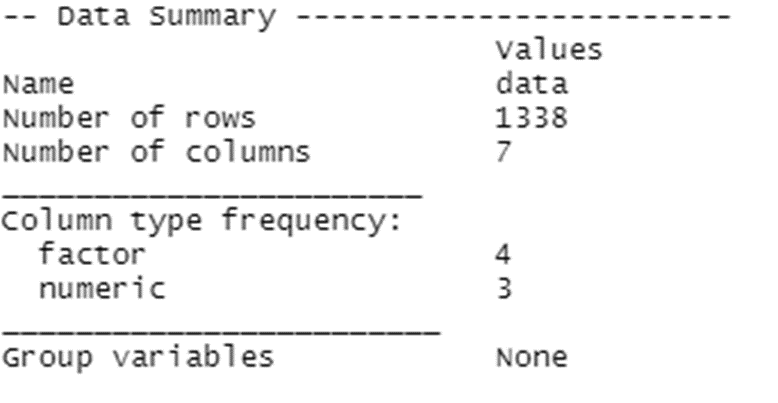 -- Data Summary ------------------------
Values
Name data
Number of rows 1338
Number of columns 7
_______________________
Column type frequency:
factor 4
numeric 3
________________________
Group variables None